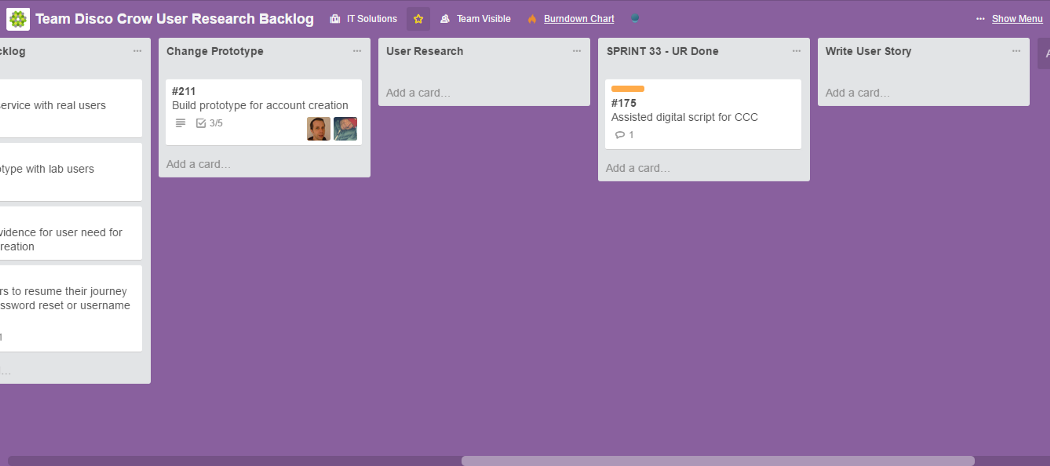 Team Disco Crow User Research Backlog
IT Solutions
Team Visible
Burndown Chart
··· Show Menu
cklog ···
ervice with real users
otype with lab users
vidence for user need for
reation
rs to resume their journey
ssword reset or username
...
Change Prototype ···
#211
Build prototype for account creation
3/5
Add a card...
User Research ···
Add a card...
SPRINT 33 - UR Done ···
#175
Assisted digital script for CCC
1
Add a card...
Write User Story ···
Add a card...